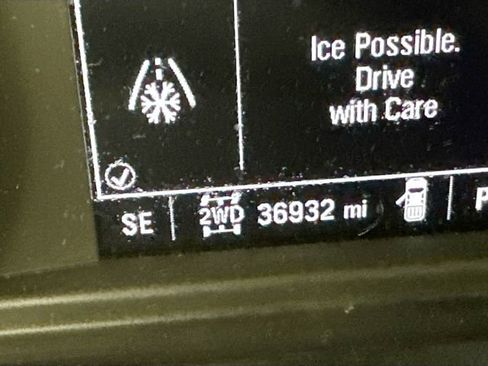 Ice Possible.
Drive
with Care
SE 2WD 36932 mi P